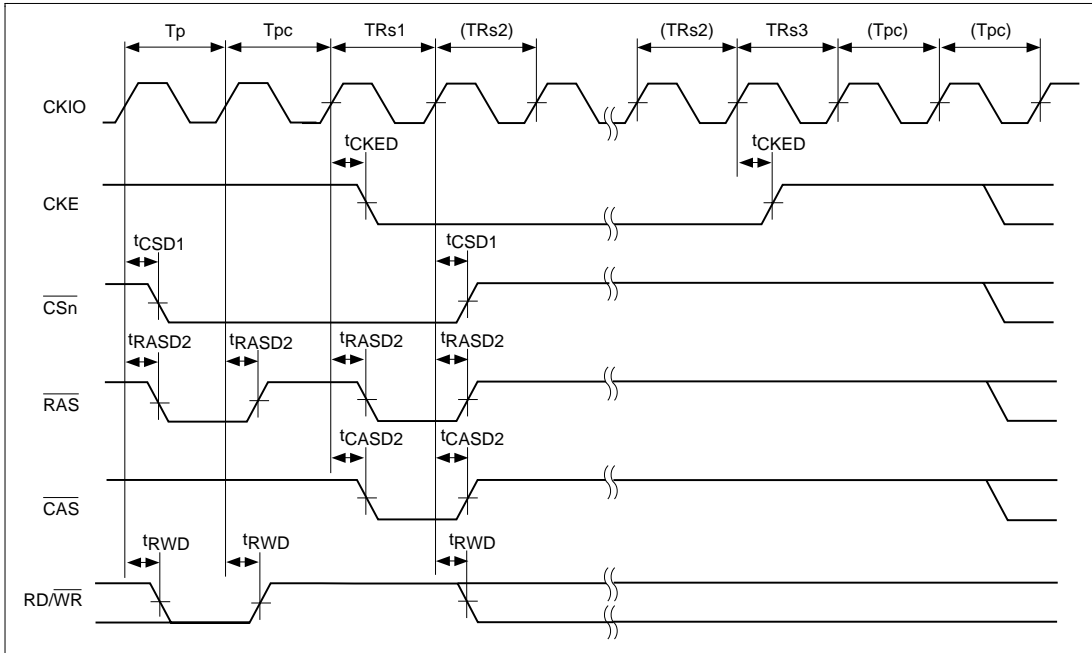 Tp Tpc TRs1 (TRs2) (TRs2) TRs3 (Tpc) (Tpc)
CKIO
tCKED tCKED
CKE
tCSD1 tCSD1
CSn
tRASD2 tRASD2 tRASD2 tRASD2
RAS
tCASD2 tCASD2
CAS
tRWD tRWD tRWD
RD/WR